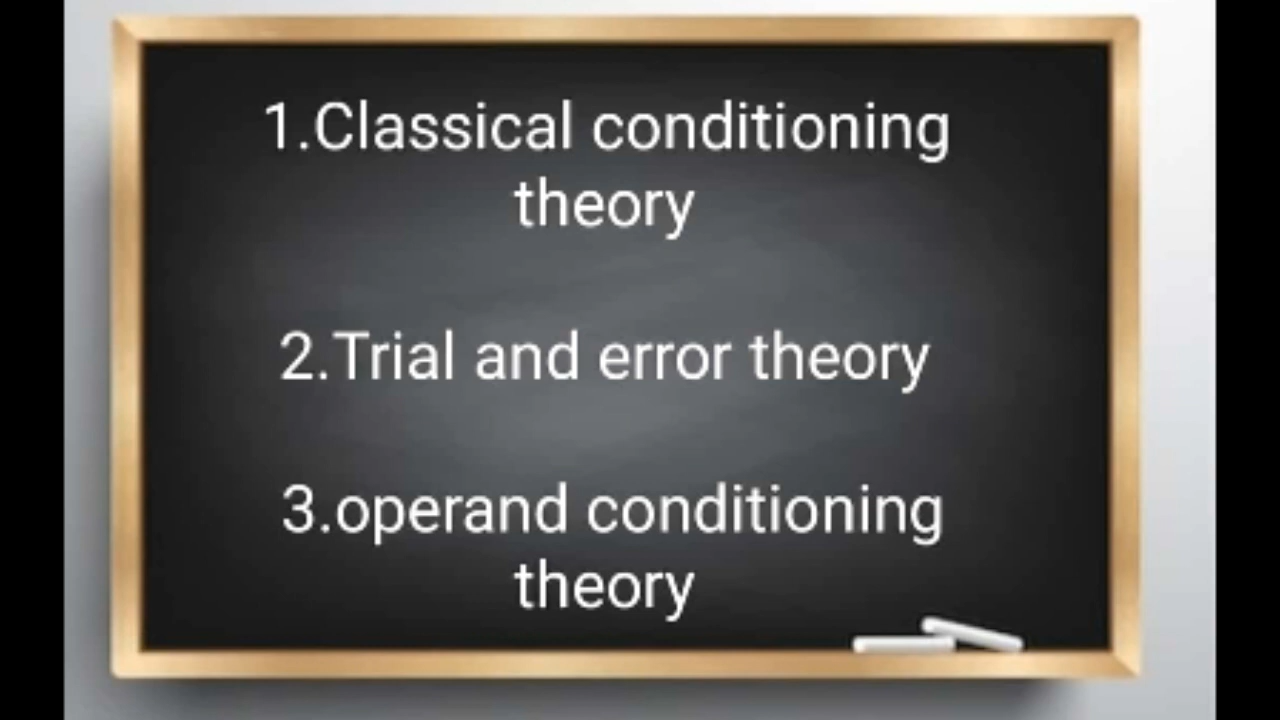 1.Classical conditioning
theory
2.Trial and error theory
3.operand conditioning
theory